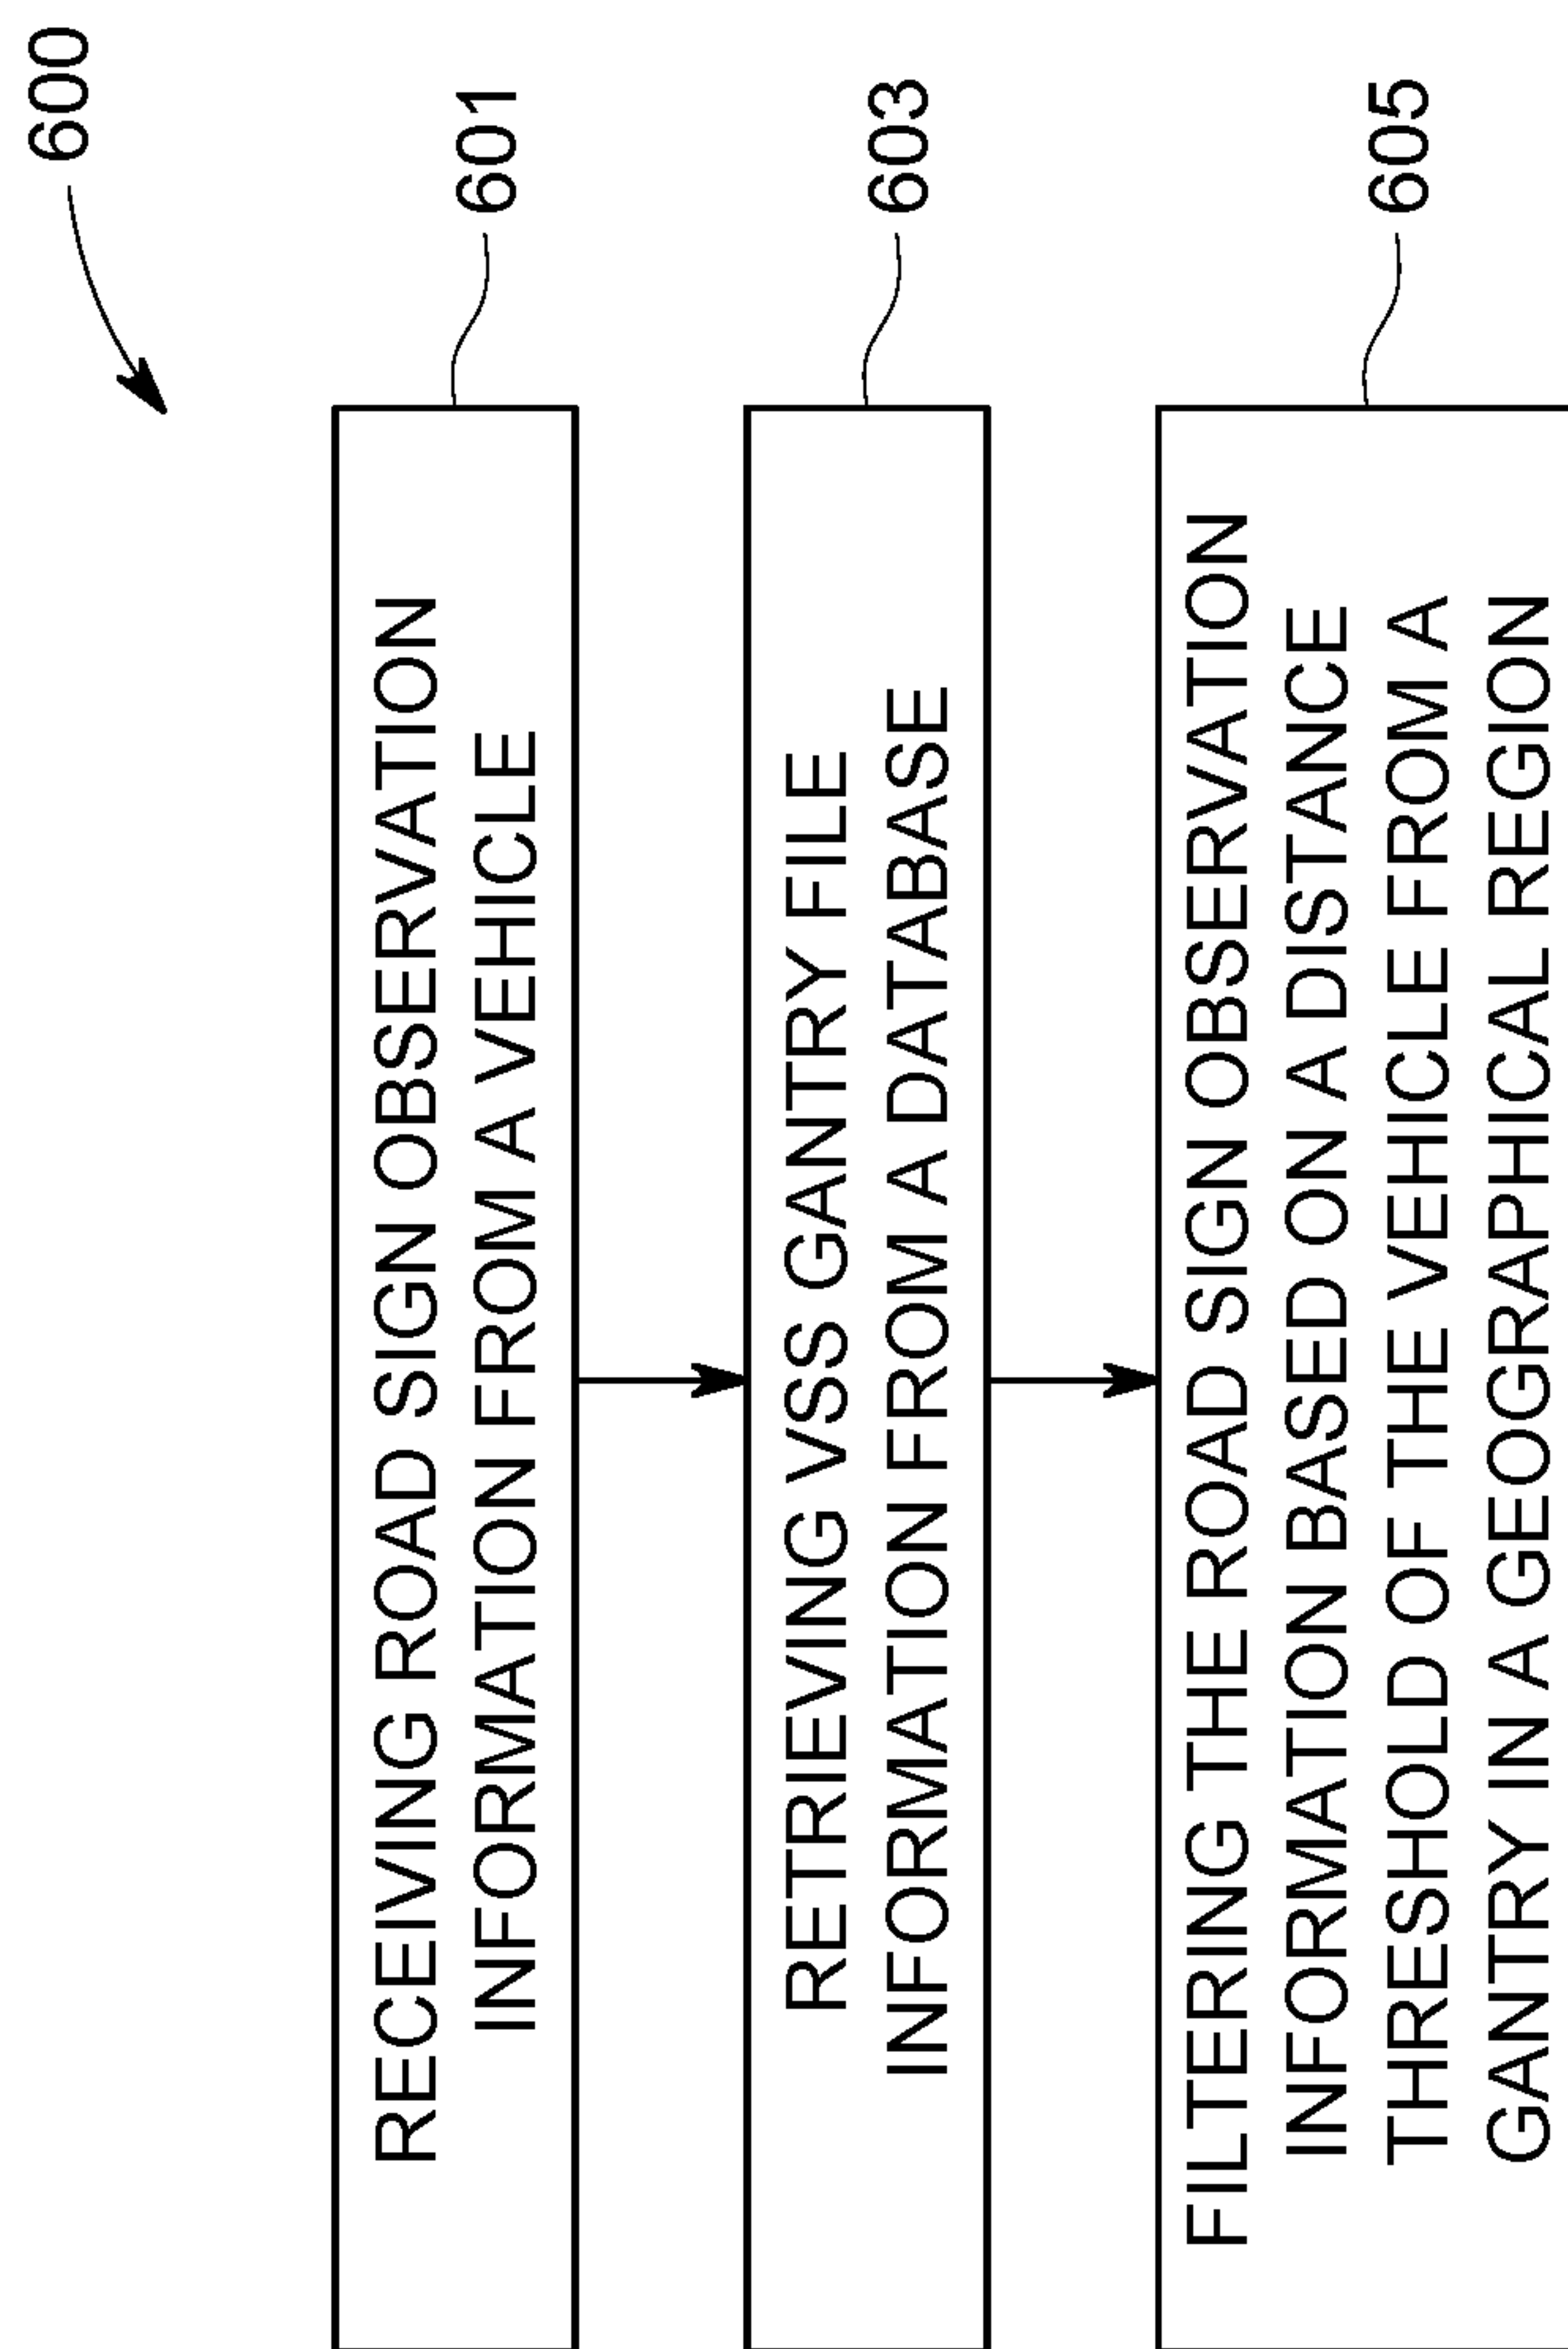 600
RECEIVING ROAD SIGN OBSERVATION
INFORMATION FROM A VEHICLE
601
RETRIEVING VSS GANTRY FILE
INFORMATION FROM A DATABASE
603
FILTERING THE ROAD SIGN OBSERVATION
INFORMATION BASED ON A DISTANCE
THRESHOLD OF THE VEHICLE FROM A
GANTRY IN A GEOGRAPHICAL REGION
605